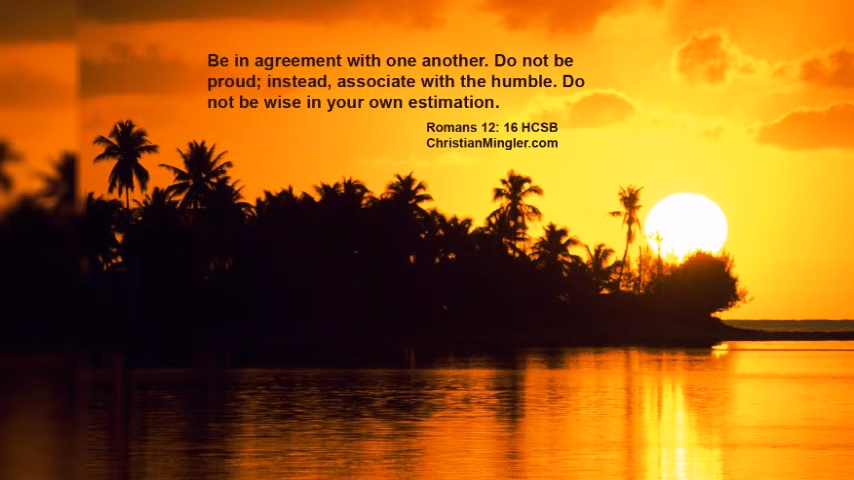 Be in agreement with one another. Do not be
proud; instead, associate with the humble. Do
not be wise in your own estimation.
Romans 12: 16 HCSB
ChristianMingler.com